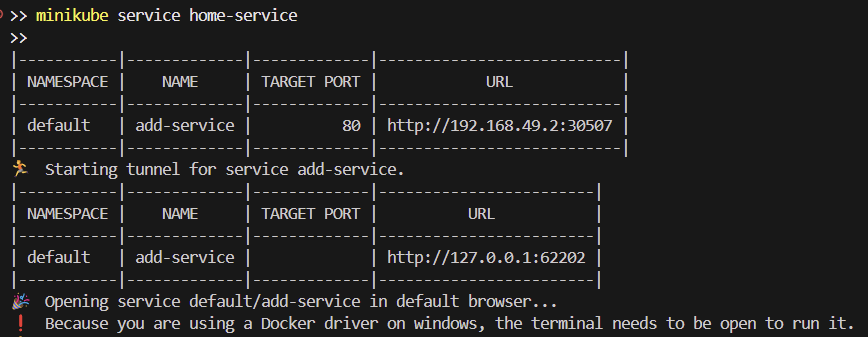 >> minikube service home-service
>>
|-----------|-------------|-------------|---------------------------|
| NAMESPACE |    NAME     | TARGET PORT |            URL            |
|-----------|-------------|-------------|---------------------------|
| default   | add-service |          80 | http://192.168.49.2:30507 |
|-----------|-------------|-------------|---------------------------|
🏃 Starting tunnel for service add-service.
|-----------|-------------|-------------|------------------------|
| NAMESPACE |    NAME     | TARGET PORT |          URL           |
|-----------|-------------|-------------|------------------------|
| default   | add-service |             | http://127.0.0.1:62202 |
|-----------|-------------|-------------|------------------------|
🎉 Opening service default/add-service in default browser...
❗ Because you are using a Docker driver on windows, the terminal needs to be open to run it.